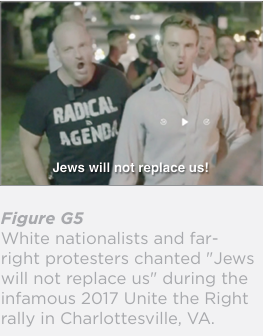 RADICAL
AGENDA
Jews will not replace us!
Figure G5
White nationalists and far-
right protesters chanted "Jews
will not replace us" during the
infamous 2017 Unite the Right
rally in Charlottesville, VA.